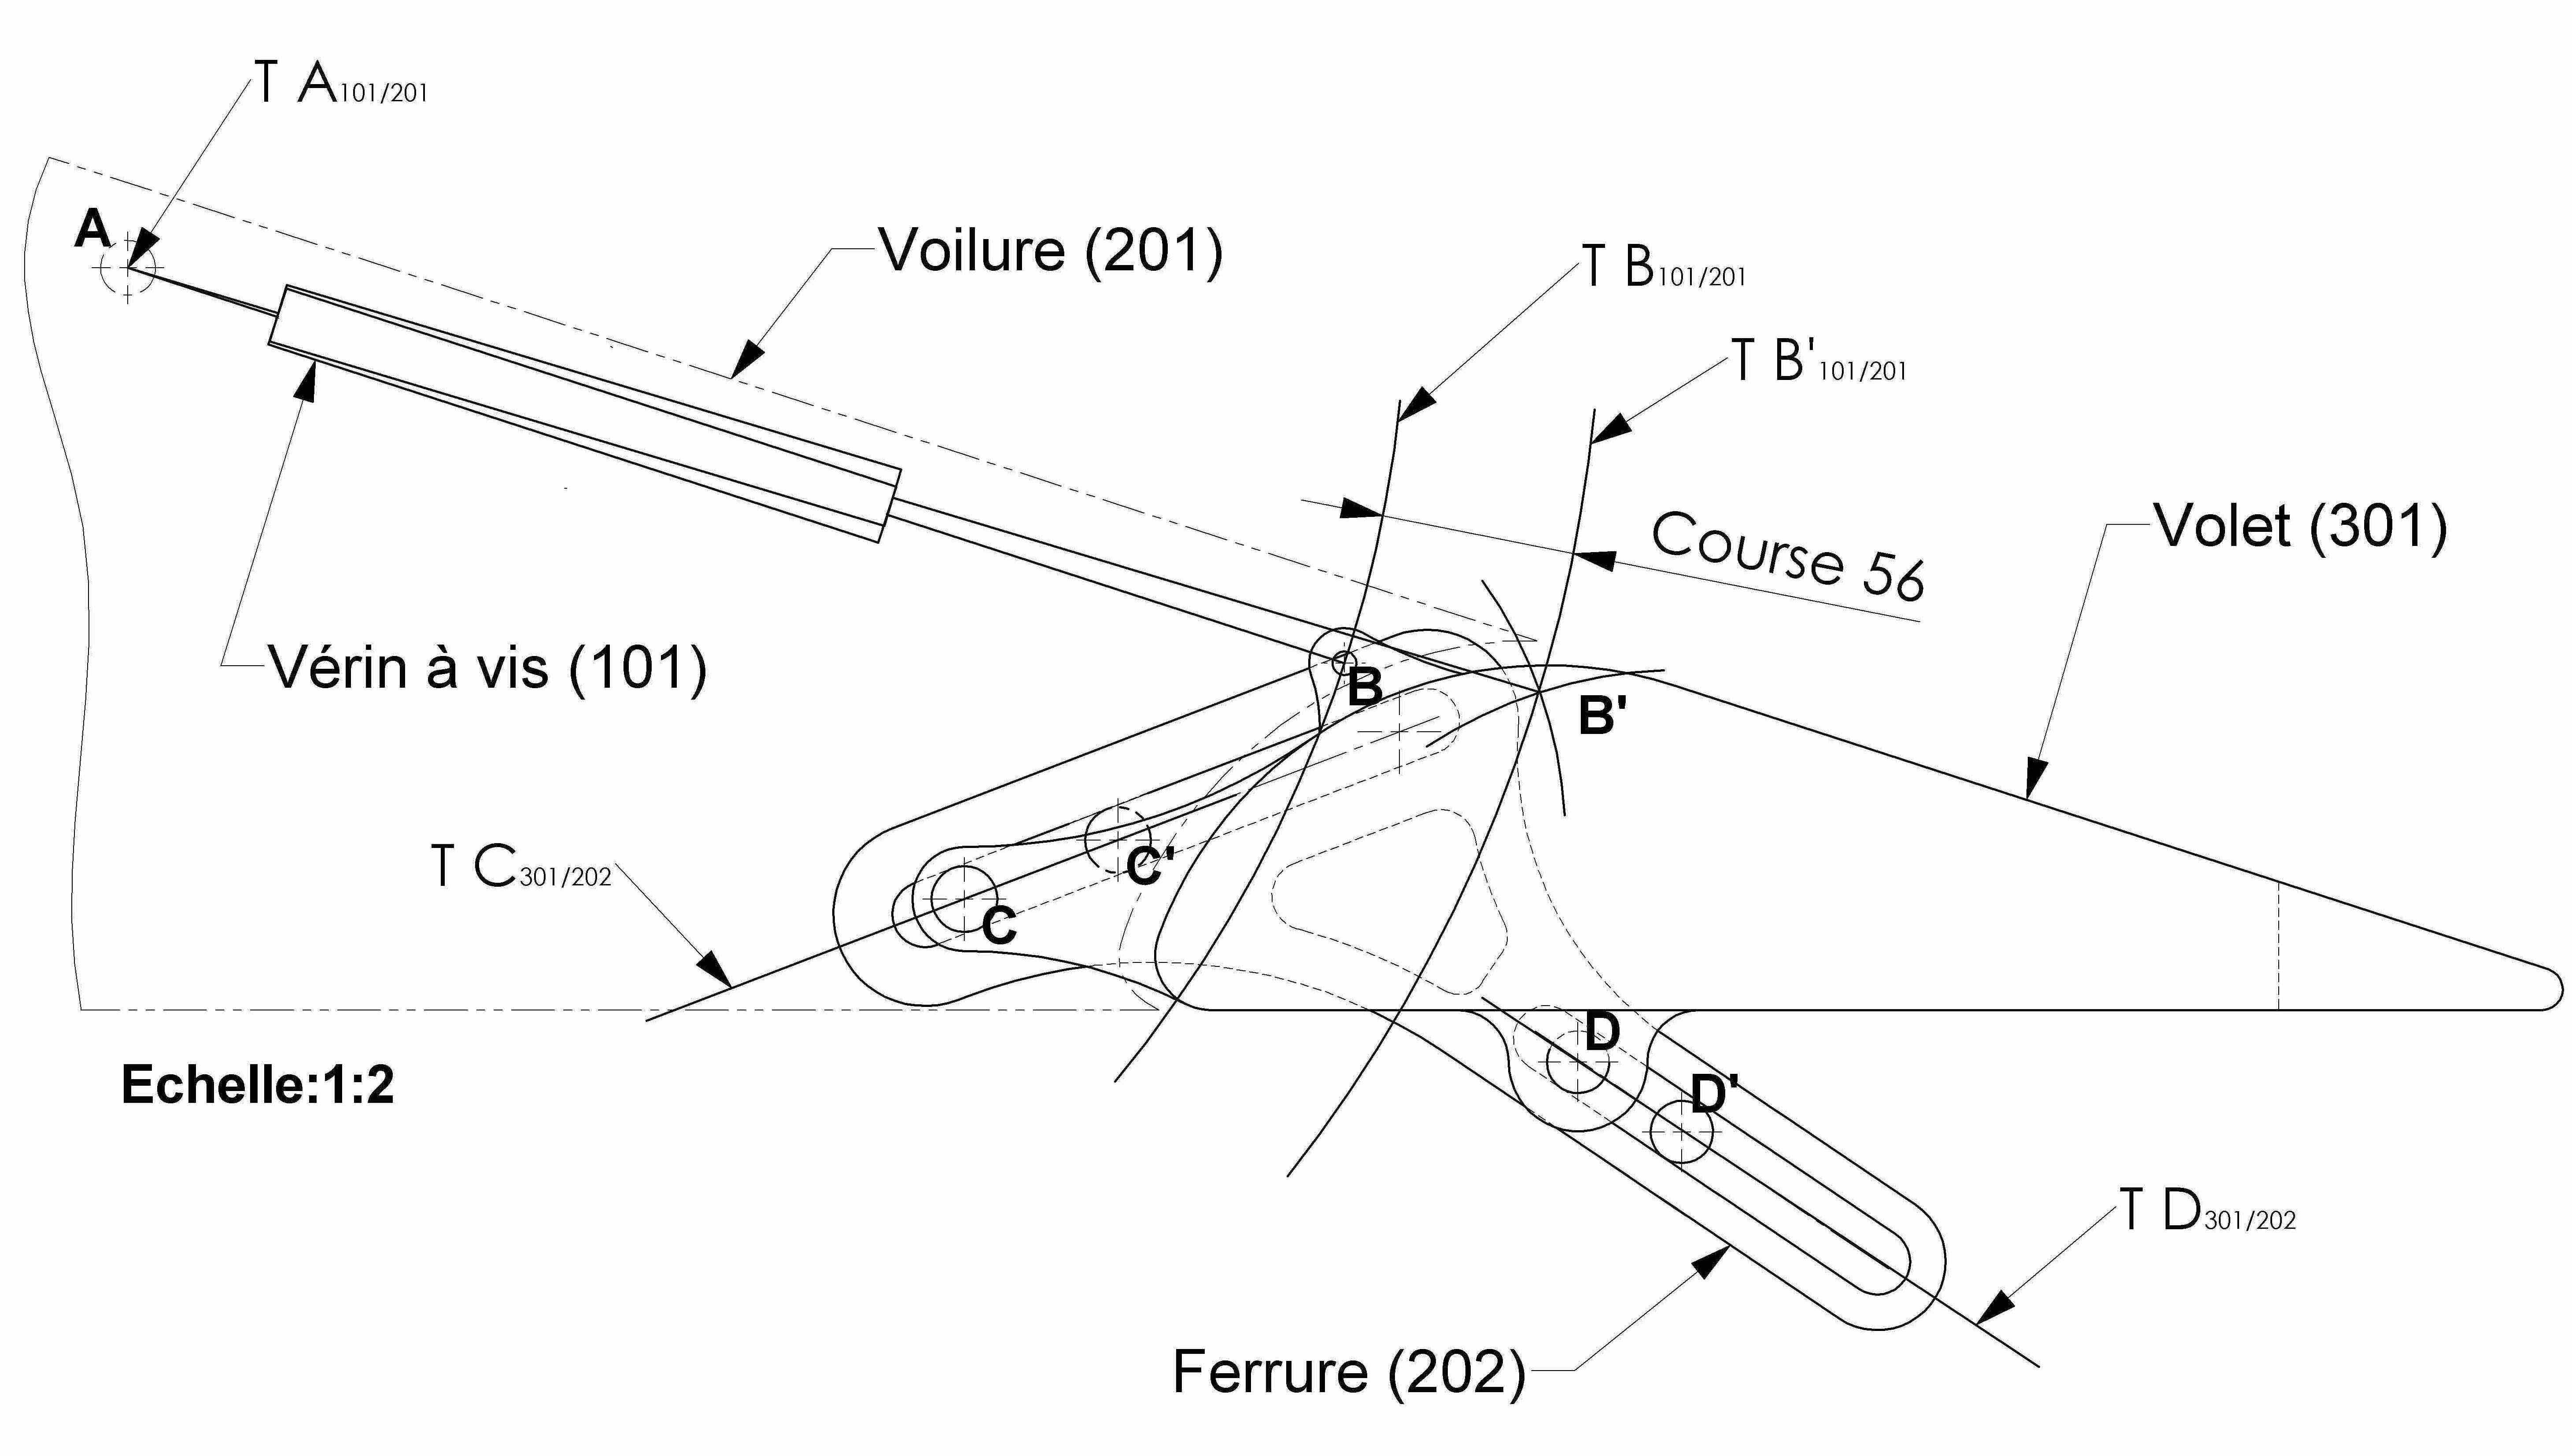 T A101/201
A
Voilure (201)
T B101/201
T B'101/201
Course 56
Volet (301)
Vérin à vis (101)
B
B'
T C301/202
C'
C
D
D'
Echelle:1:2
T D301/202
Ferrure (202)